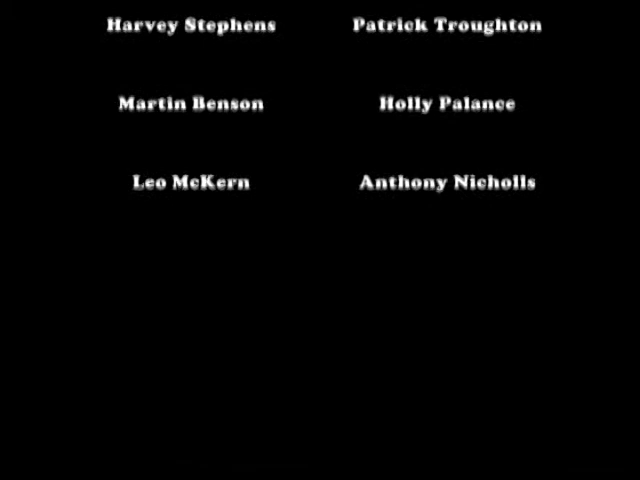 Harvey Stephens Patrick Troughton
Martin Benson Holly Palance
Leo McKern Anthony Nicholls